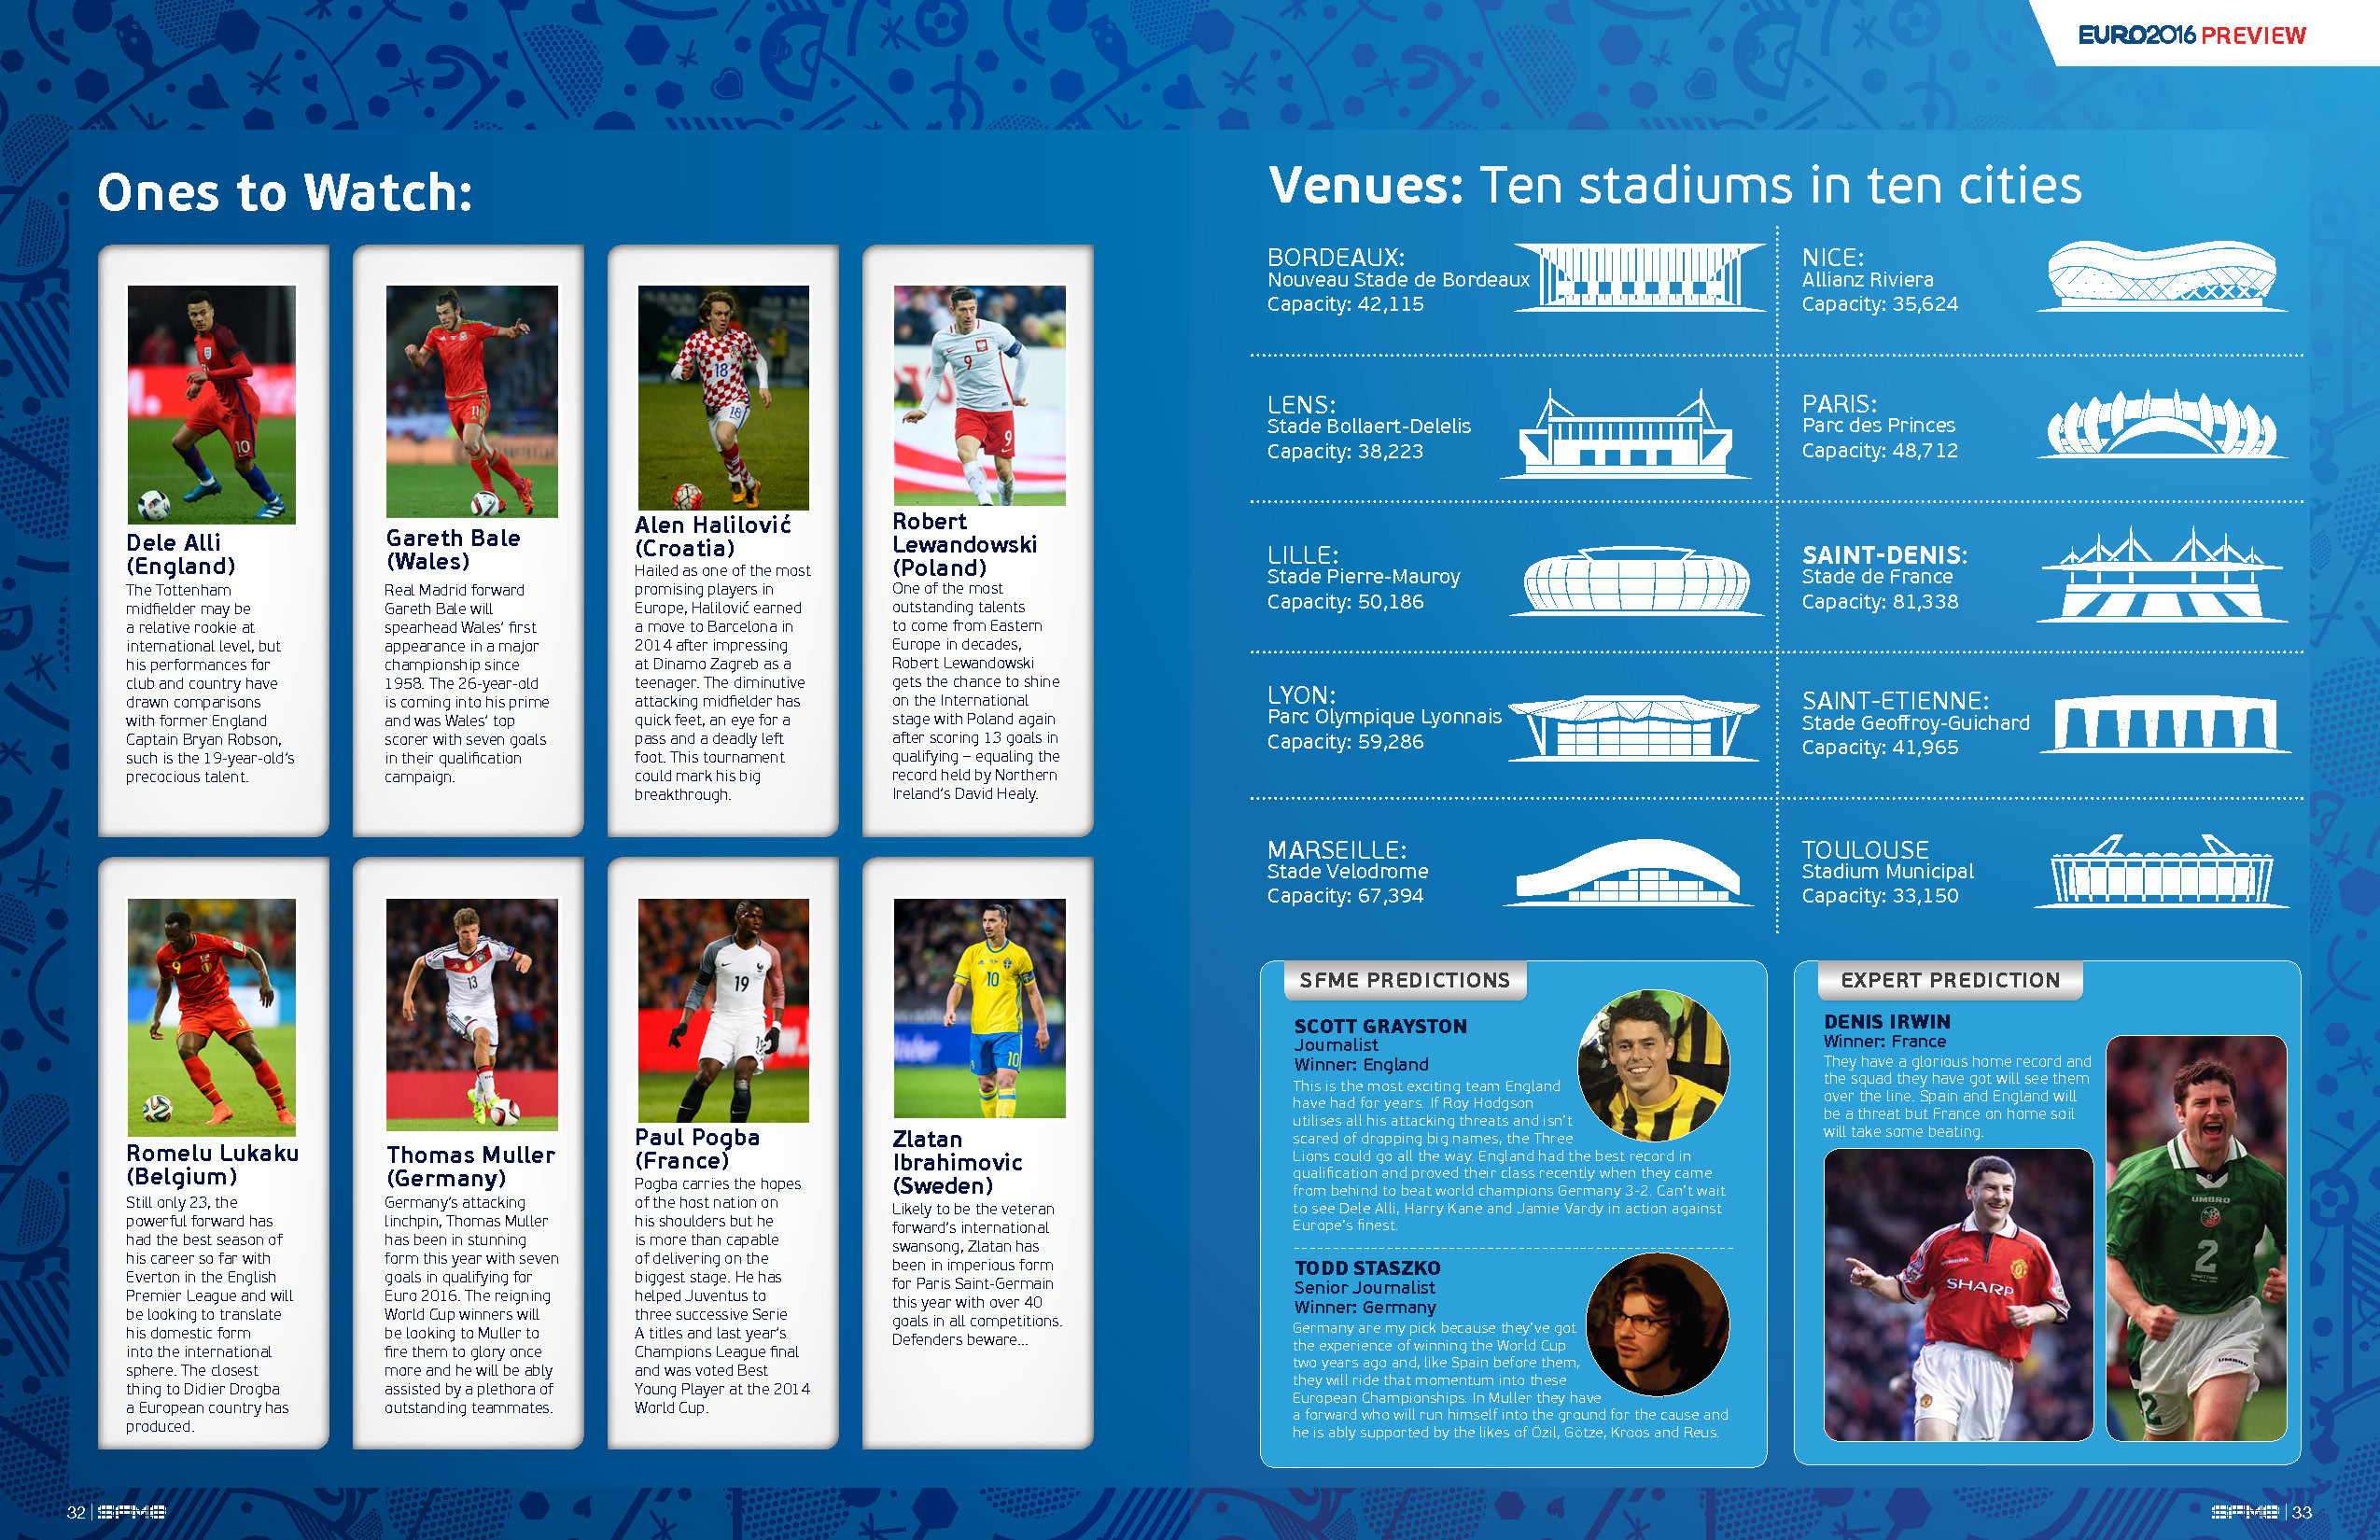 EURO2016 PREVIEW
Ones to Watch:
Dele Alli
(England)
The Tottenham
midfielder may be
a relative rookie at
international level, but
his performances for
club and country have
drawn comparisons
with former England
Captain Bryan Robson,
such is the 19-year-old's
precocious talent.
Gareth Bale
(Wales)
Real Madrid forward
Gareth Bale will
spearhead Wales' first
appearance in a major
championship since
1958. The 26-year-old
is coming into his prime
and was Wales' top
scorer with seven goals
in their qualification
campaign.
Alen Halilović
(Croatia)
Hailed as one of the most
promising players in
Europe, Halilović earned
a move to Barcelona in
2014 after impressing
at Dinamo Zagreb as a
teenager. The diminutive
attacking midfielder has
quick feet, an eye for a
pass and a deadly left
foot. This tournament
could mark his big
breakthrough.
Robert
Lewandowski
(Poland)
One of the most
outstanding talents
to come from Eastern
Europe in decades,
Robert Lewandowski
gets the chance to shine
on the International
stage with Poland again
after scoring 13 goals in
qualifying – equaling the
record held by Northern
Ireland's David Healy.
Romelu Lukaku
(Belgium)
Still only 23, the
powerful forward has
had the best season of
his career so far with
Everton in the English
Premier League and will
be looking to translate
his domestic form
into the international
sphere. The closest
thing to Didier Drogba
a European country has
produced.
Thomas Muller
(Germany)
Germany's attacking
linchpin, Thomas Muller
has been in stunning
form this year with seven
goals in qualifying for
Euro 2016. The reigning
World Cup winners will
be looking to Muller to
fire them to glory once
more and he will be ably
assisted by a plethora of
outstanding teammates.
Paul Pogba
(France)
Pogba carries the hopes
of the host nation on
his shoulders but he
is more than capable
of delivering on the
biggest stage. He has
helped Juventus to
three successive Serie
A titles and last year's
Champions League final
and was voted Best
Young Player at the 2014
World Cup.
Zlatan
Ibrahimovic
(Sweden)
Likely to be the veteran
forward's international
swansong, Zlatan has
been in imperious form
for Paris Saint-Germain
this year with over 40
goals in all competitions.
Defenders beware...
32 | SFME
Venues: Ten stadiums in ten cities
BORDEAUX:
Nouveau Stade de Bordeaux
Capacity: 42,115
NICE:
Allianz Riviera
Capacity: 35,624
LENS:
Stade Bollaert-Delelis
Capacity: 38,223
PARIS:
Parc des Princes
Capacity: 48,712
LILLE:
Stade Pierre-Mauroy
Capacity: 50,186
SAINT-DENIS:
Stade de France
Capacity: 81,338
LYON:
Parc Olympique Lyonnais
Capacity: 59,286
SAINT-ETIENNE:
Stade Geoffroy-Guichard
Capacity: 41,965
MARSEILLE:
Stade Velodrome
Capacity: 67,394
TOULOUSE
Stadium Municipal
Capacity: 33,150
SFME PREDICTIONS
SCOTT GRAYSTON
Journalist
Winner: England
This is the most exciting team England
have had for years. If Roy Hodgson
utilises all his attacking threats and isn't
scared of dropping big names, the Three
Lions could go all the way. England had the best record in
qualification and proved their class recently when they came
from behind to beat world champions Germany 3-2. Can't wait
to see Dele Alli, Harry Kane and Jamie Vardy in action against
Europe's finest.
TODD STASZKO
Senior Journalist
Winner: Germany
Germany are my pick because they've got
the experience of winning the World Cup
two years ago and, like Spain before them,
they will ride that momentum into these
European Championships. In Muller they have
a forward who will run himself into the ground for the cause and
he is ably supported by the likes of Özil, Götze, Kroos and Reus.
EXPERT PREDICTION
DENIS IRWIN
Winner: France
They have a glorious home record and
the squad they have got will see them
over the line. Spain and England will
be a threat but France on home soil
will take some beating.
UMBRO
SHARP
UMBRO
2
UMBRO
SFME | 33